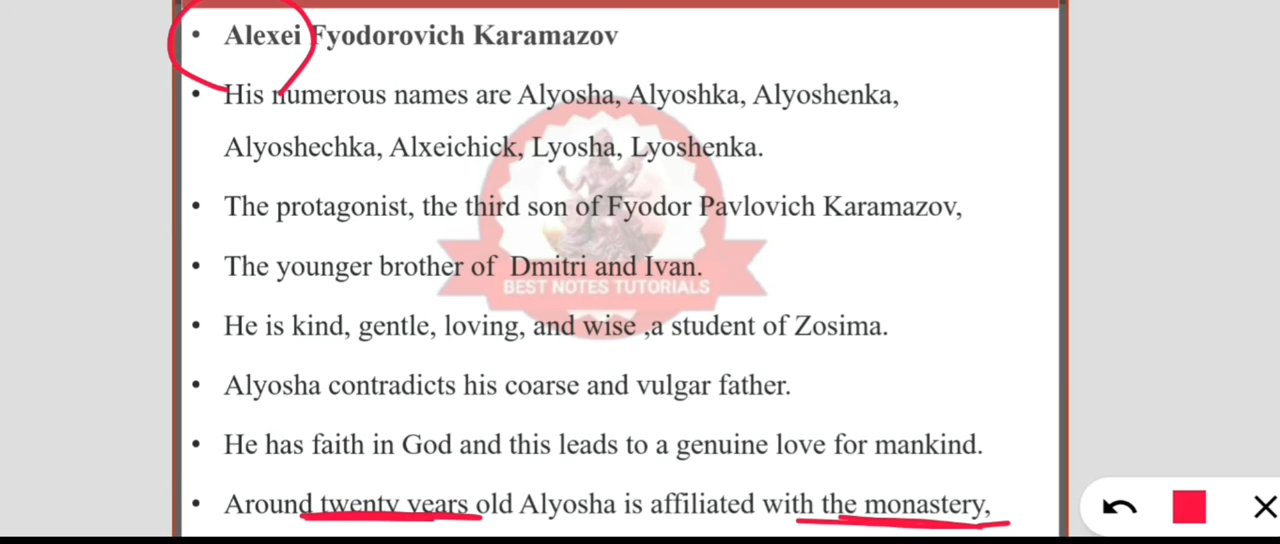 • Alexei Fyodorovich Karamazov
• His numerous names are Alyosha, Alyoshka, Alyoshenka,
Alyoshechka, Alxeichick, Lyosha, Lyoshenka.
• The protagonist, the third son of Fyodor Pavlovich Karamazov,
• The younger brother of Dmitri and Ivan.
BEST NOTES TUTORIALS
• He is kind, gentle, loving, and wise ,a student of Zosima.
• Alyosha contradicts his coarse and vulgar father.
• He has faith in God and this leads to a genuine love for mankind.
• Around twenty years old Alyosha is affiliated with the monastery,